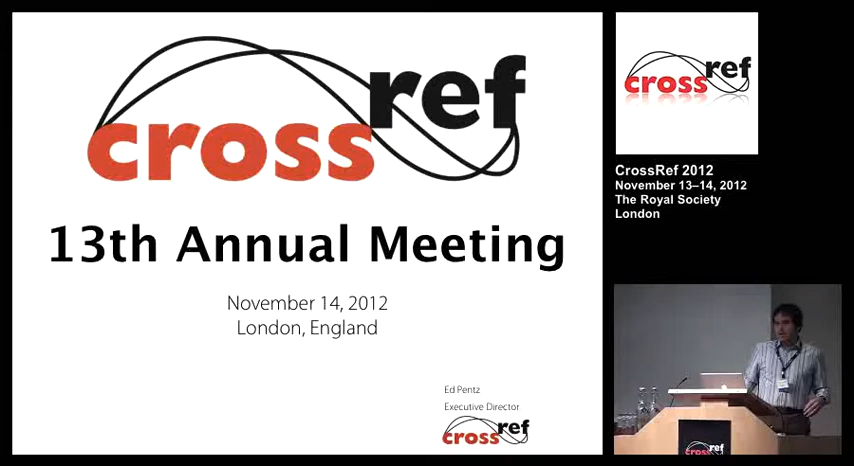 crossref
13th Annual Meeting
November 14, 2012
London, England
Ed Pentz
Executive Director
crossref
crossref
CrossRef 2012
November 13–14, 2012
The Royal Society
London
crossref